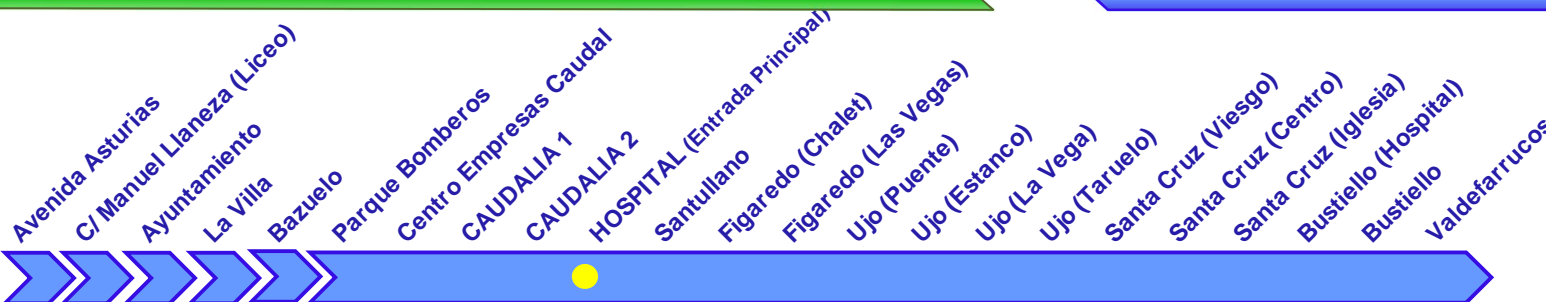 Avenida Asturias
C/ Manuel Llaneza (Liceo)
Ayuntamiento
La Villa
Bazuelo
Parque Bomberos
Centro Empresas Caudal
CAUDALIA 1
CAUDALIA 2
HOSPITAL (Entrada Principal)
Santullano
Figaredo (Chalet)
Figaredo (Las Vegas)
Ujo (Puente)
Ujo (Estanco)
Ujo (La Vega)
Ujo (Taruelo)
Santa Cruz (Viesgo)
Santa Cruz (Centro)
Santa Cruz (Iglesia)
Bustiello (Hospital)
Bustiello
Valdefarrucos